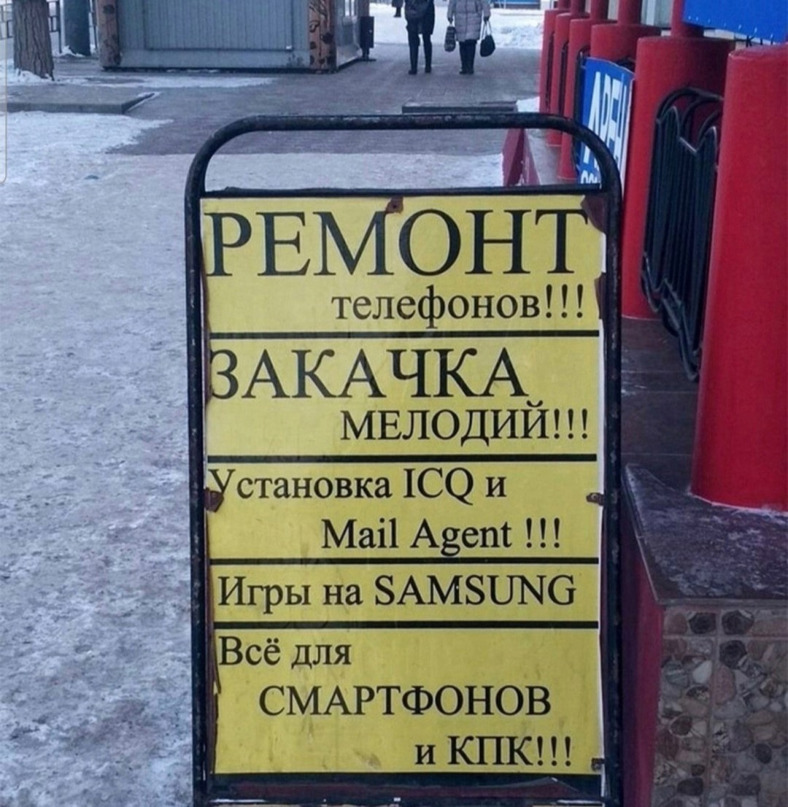 РЕМОНТ
телефонов!!!
ЗАКАЧКА
МЕЛОДИЙ!!!
Установка ICQ и
Mail Agent !!!
Игры на SAMSUNG
Всё для
СМАРТФОНОВ
и КПК!!!